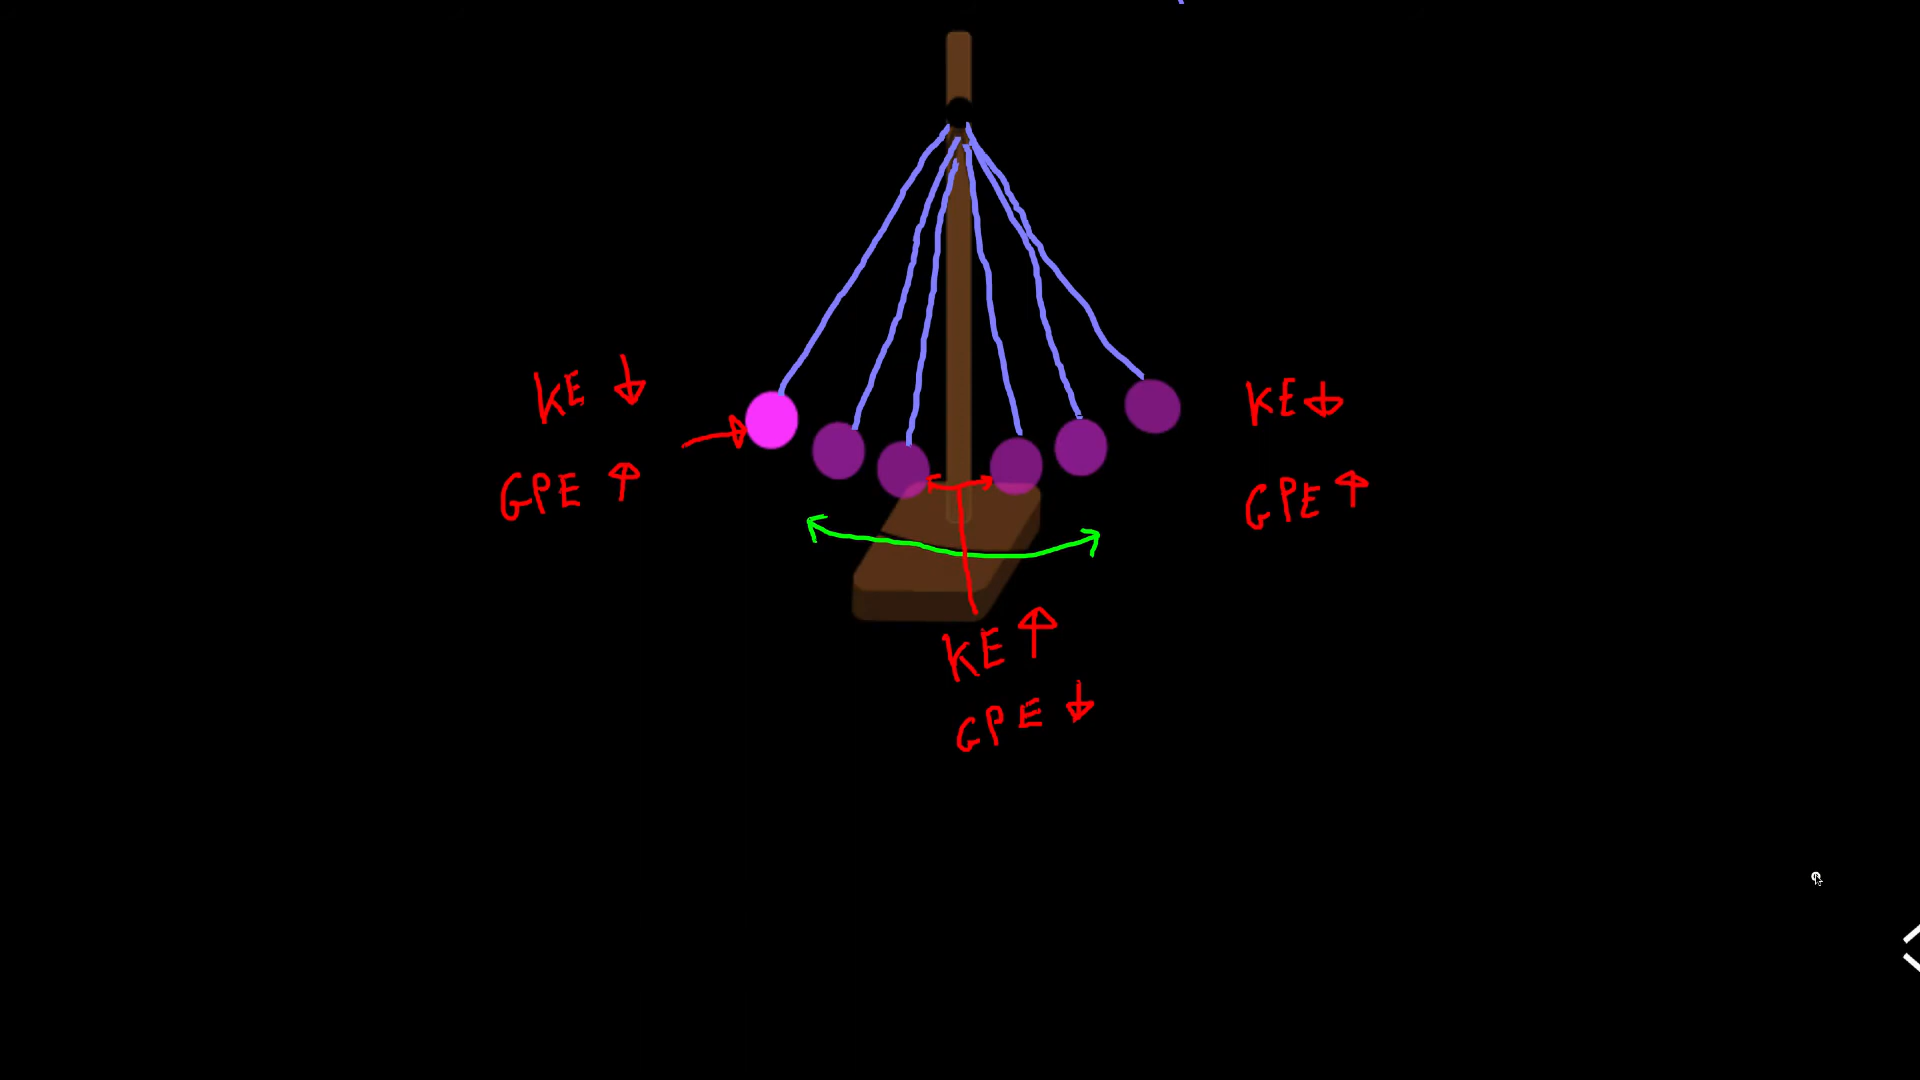 KE ↓
GPE ↑
KE ↓
GPE ↑
KE ↑
GPE ↓